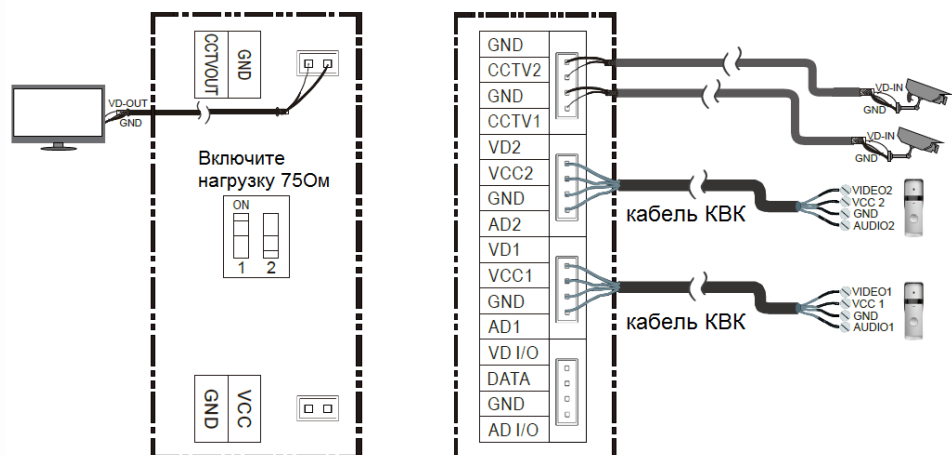 CCTV/OUT
GND
VD-OUT
GND
Включите
нагрузку 75Ом
ON
1 2
GND
VCC
GND
CCTV2
GND
CCTV1
VD2
VCC2
GND
AD2
VD1
VCC1
GND
AD1
VD I/O
DATA
GND
AD I/O
VD-IN
GND
VD-IN
GND
кабель КВК
VIDEO2
VCC 2
GND
AUDIO2
кабель КВК
VIDEO1
VCC 1
GND
AUDIO1